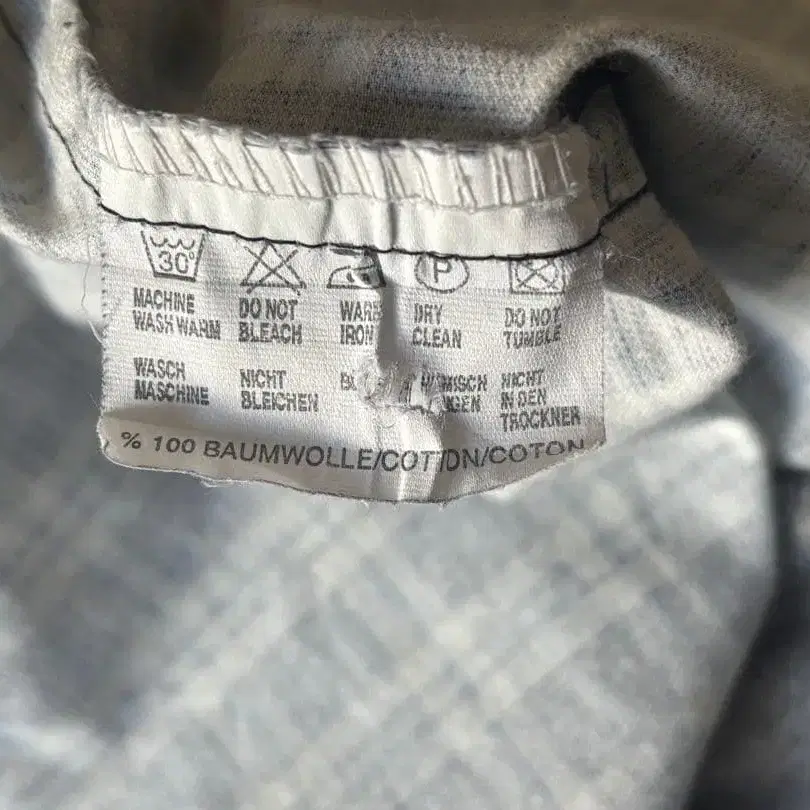 30°
P
MACHINE WASH WARM
DO NOT BLEACH
WARM IRON
DRY CLEAN
DO NOT TUMBLE
WASCH MASCHINE
NICHT BLEICHEN
NICHT IN DEN TROCKNER
% 100 BAUMWOLLE/COTTON/COTON